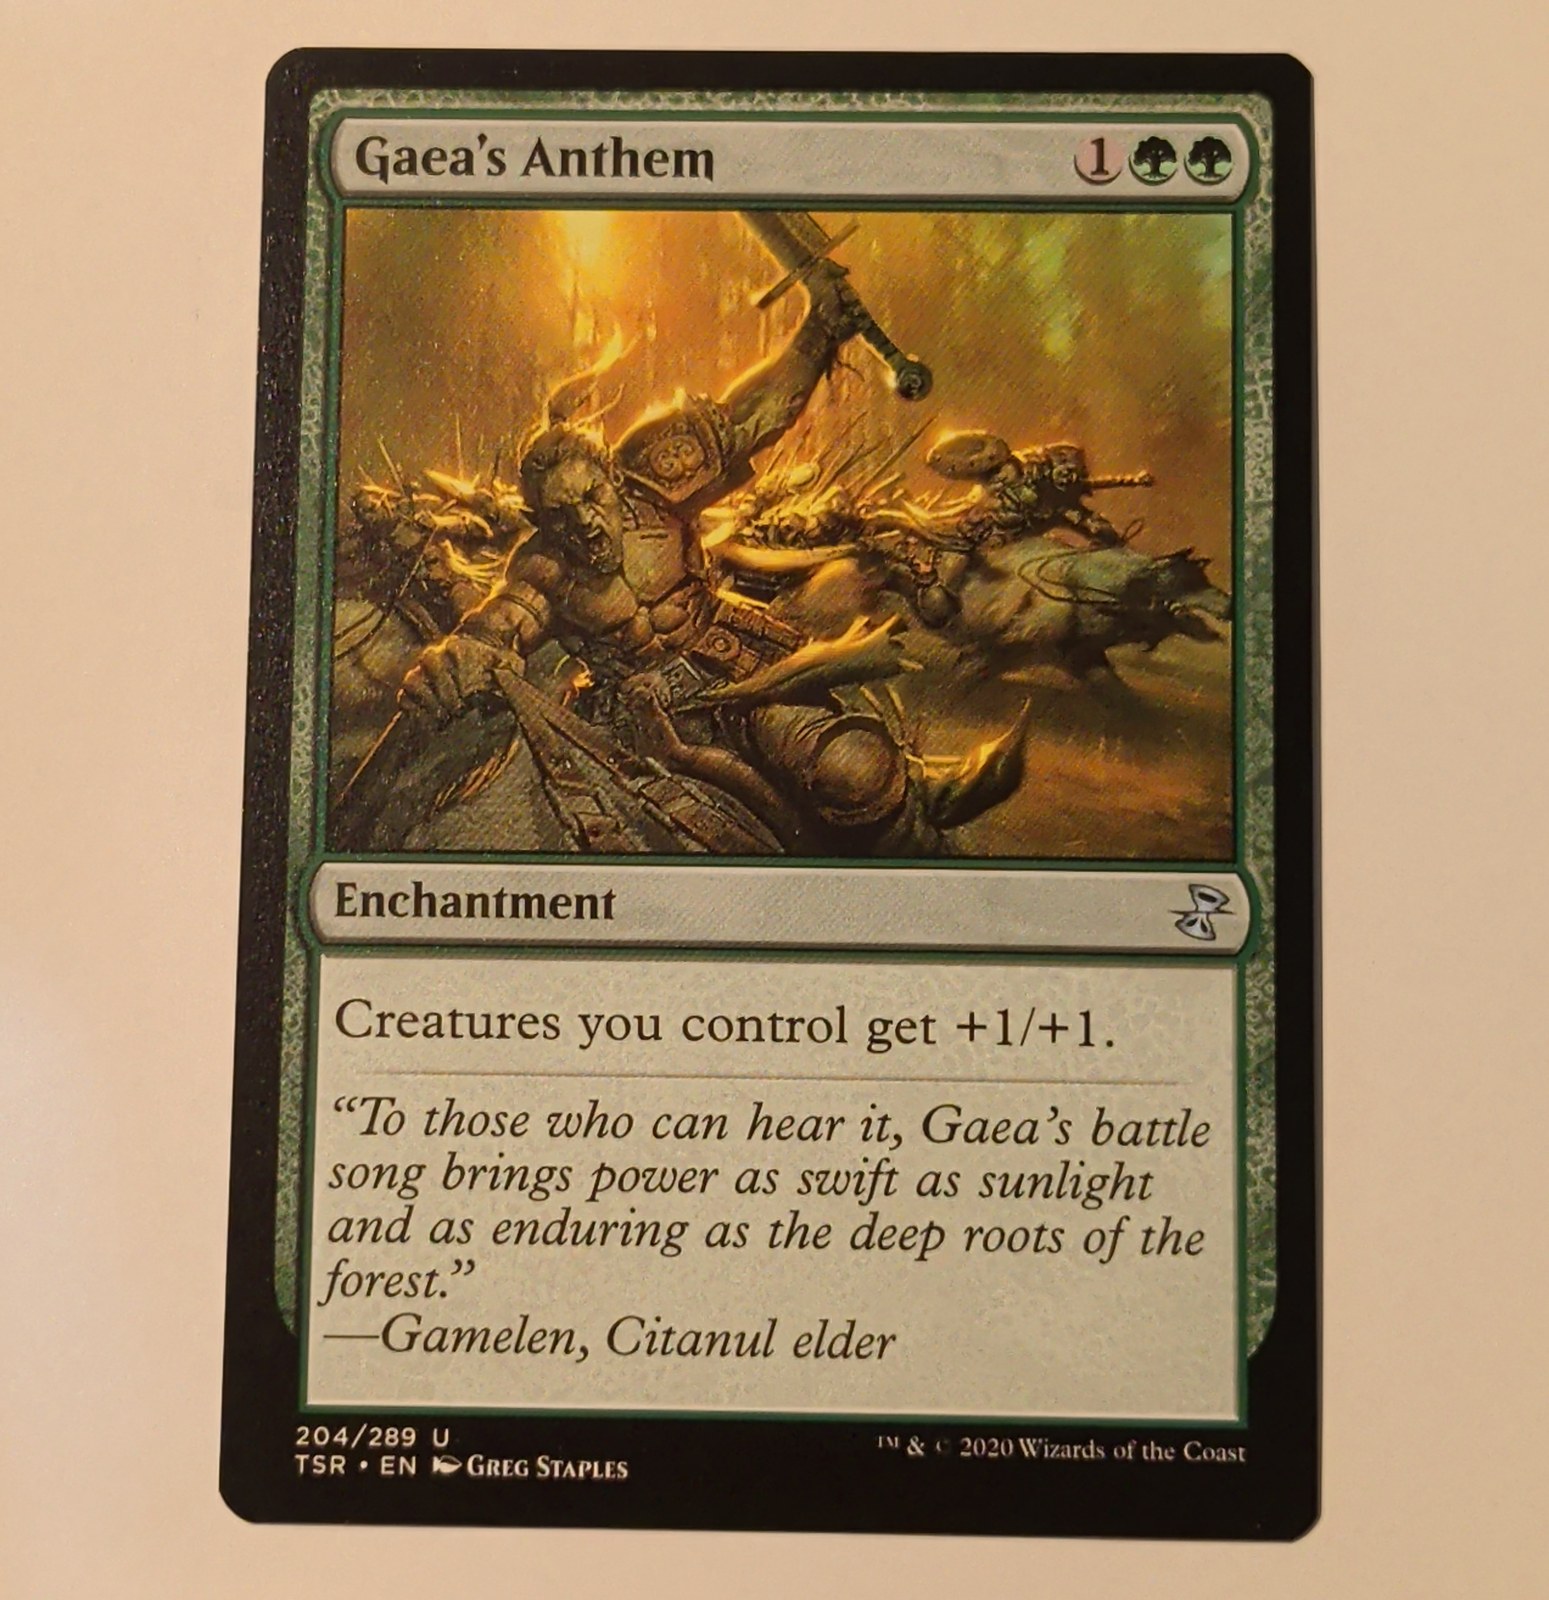 Gaea's Anthem 1
Enchantment
Creatures you control get +1/+1.
“To those who can hear it, Gaea’s battle
song brings power as swift as sunlight
and as enduring as the deep roots of the
forest.”
—Gamelen, Citanul elder
204/289 U
TSR • EN GREG STAPLES
™ & © 2020 Wizards of the Coast